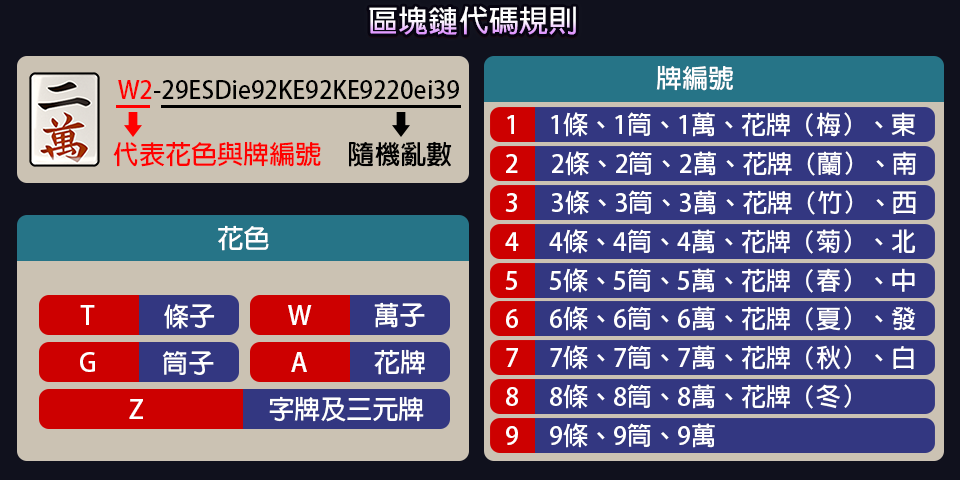 區塊鏈代碼規則
二萬
W2-29ESDie92KE92KE9220ei39
代表花色與牌編號 隨機亂數
花色
T 條子
W 萬子
G 筒子
A 花牌
Z 字牌及三元牌
牌編號
1 1條、1筒、1萬、花牌（梅）、東
2 2條、2筒、2萬、花牌（蘭）、南
3 3條、3筒、3萬、花牌（竹）、西
4 4條、4筒、4萬、花牌（菊）、北
5 5條、5筒、5萬、花牌（春）、中
6 6條、6筒、6萬、花牌（夏）、發
7 7條、7筒、7萬、花牌（秋）、白
8 8條、8筒、8萬、花牌（冬）
9 9條、9筒、9萬